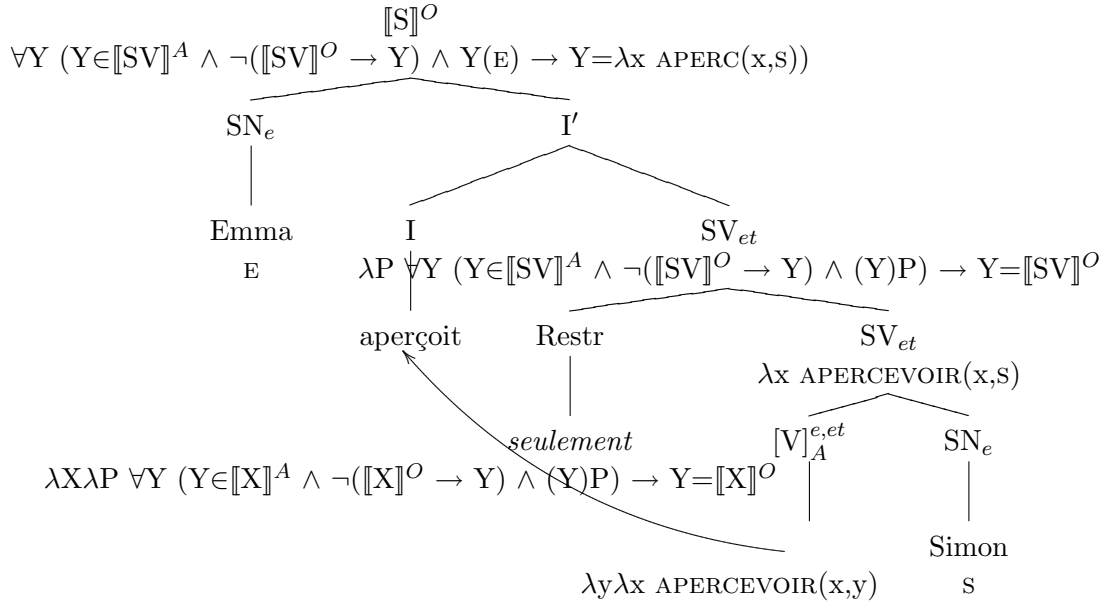 ⟦S⟧^O
∀Y (Y∈⟦SV⟧^A ∧ ¬(⟦SV⟧^O → Y) ∧ Y(E) → Y=λx APERC(x,S))
SN_e I′
Emma I SV_et
E λP ∀Y (Y∈⟦SV⟧^A ∧ ¬(⟦SV⟧^O → Y) ∧ (Y)P) → Y=⟦SV⟧^O
aperçoit Restr SV_et
λx APERCEVOIR(x,S)
seulement [V]_A^{e,et} SN_e
λXλP ∀Y (Y∈⟦X⟧^A ∧ ¬(⟦X⟧^O → Y) ∧ (Y)P) → Y=⟦X⟧^O
Simon
λyλx APERCEVOIR(x,y) S